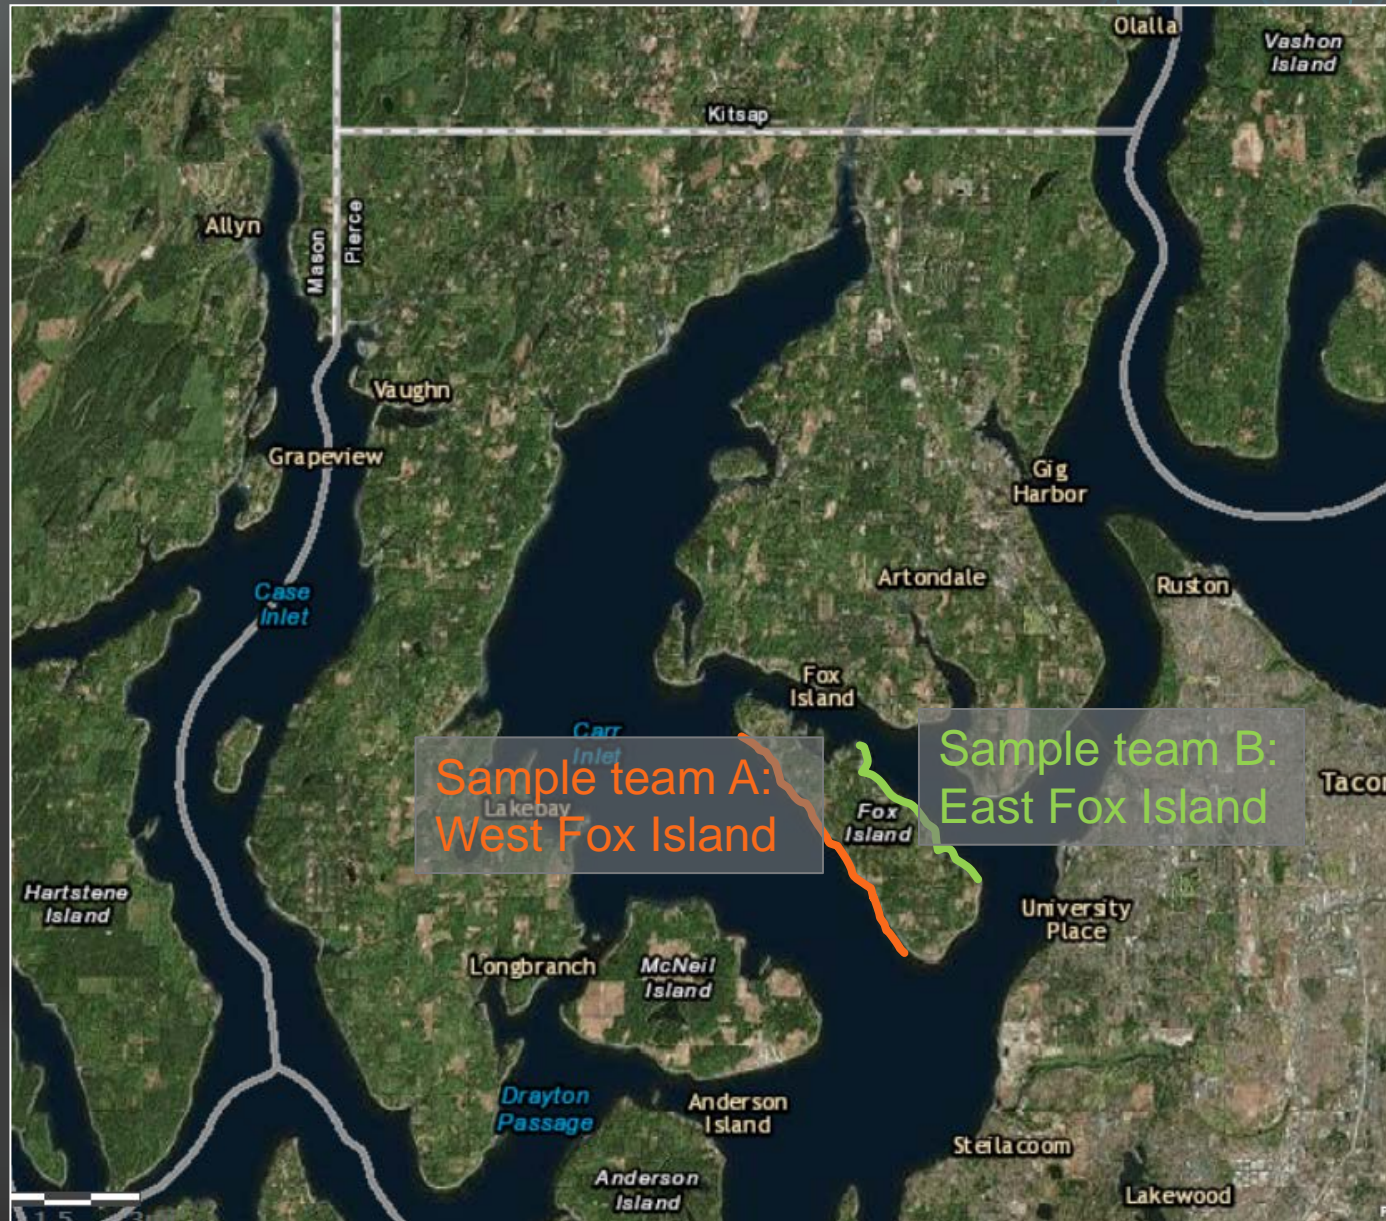 Olalla
Vashon
Island
Kitsap
Allyn
Mason
Pierce
Vaughn
Grapeview
Gig
Harbor
Case
Inlet
Artondale
Ruston
Fox
Island
Carr
Inlet
Sample team A:
West Fox Island
Lakebay
Sample team B:
East Fox Island
Fox
Island
Hartstene
Island
University
Place
Longbranch
McNeil
Island
Drayton
Passage
Anderson
Island
Steilacoom
Anderson
Island
Lakewood